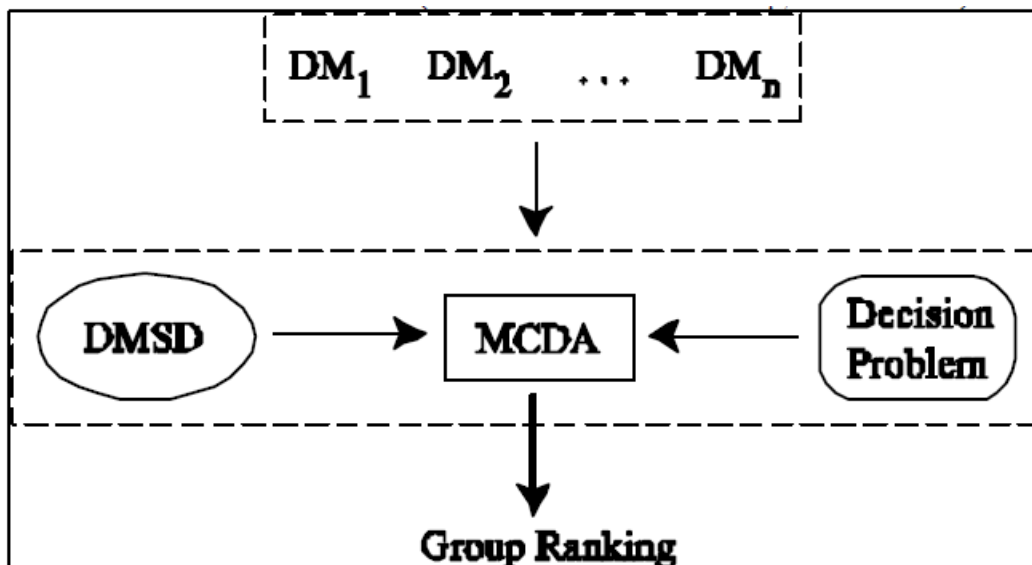 DM1 DM2 ... DMn
DMSD
MCDA
Decision
Problem
Group Ranking